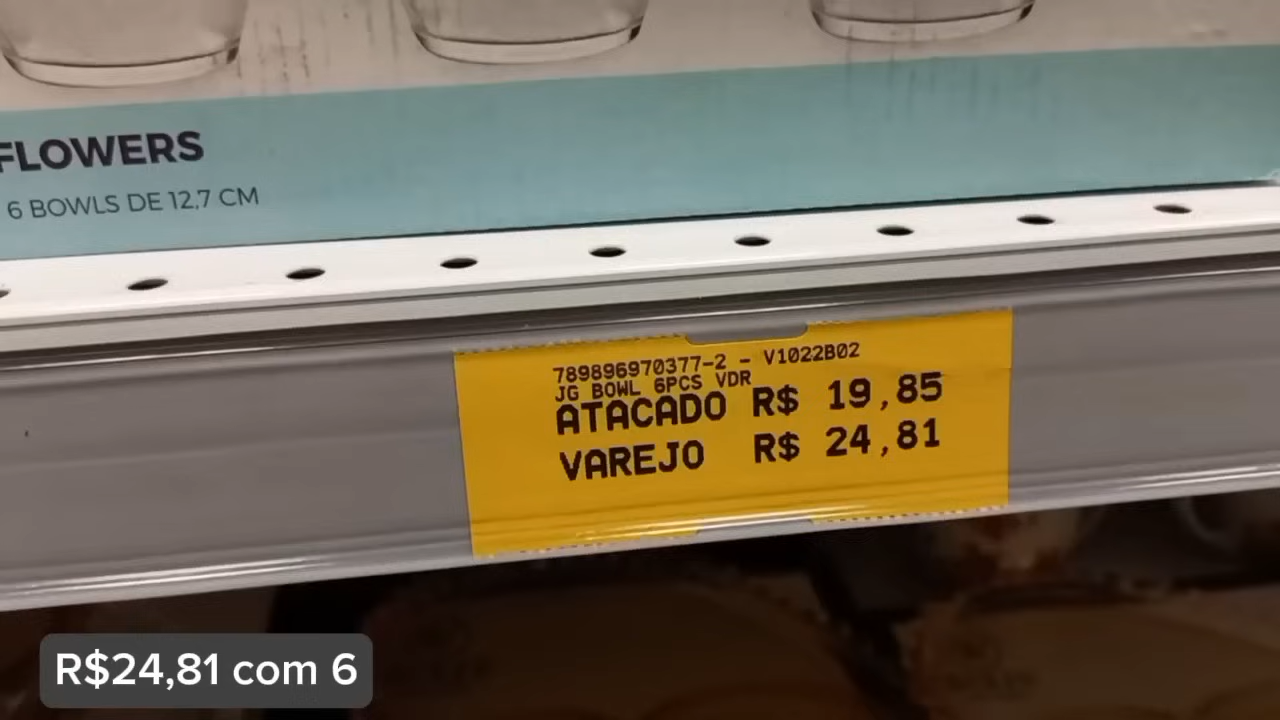 FLOWERS
6 BOWLS DE 12,7 CM
789896970377-2 - V1022B02
JG BOWL 6PCS VDR
ATACADO R$ 19,85
VAREJO R$ 24,81
R$24,81 com 6